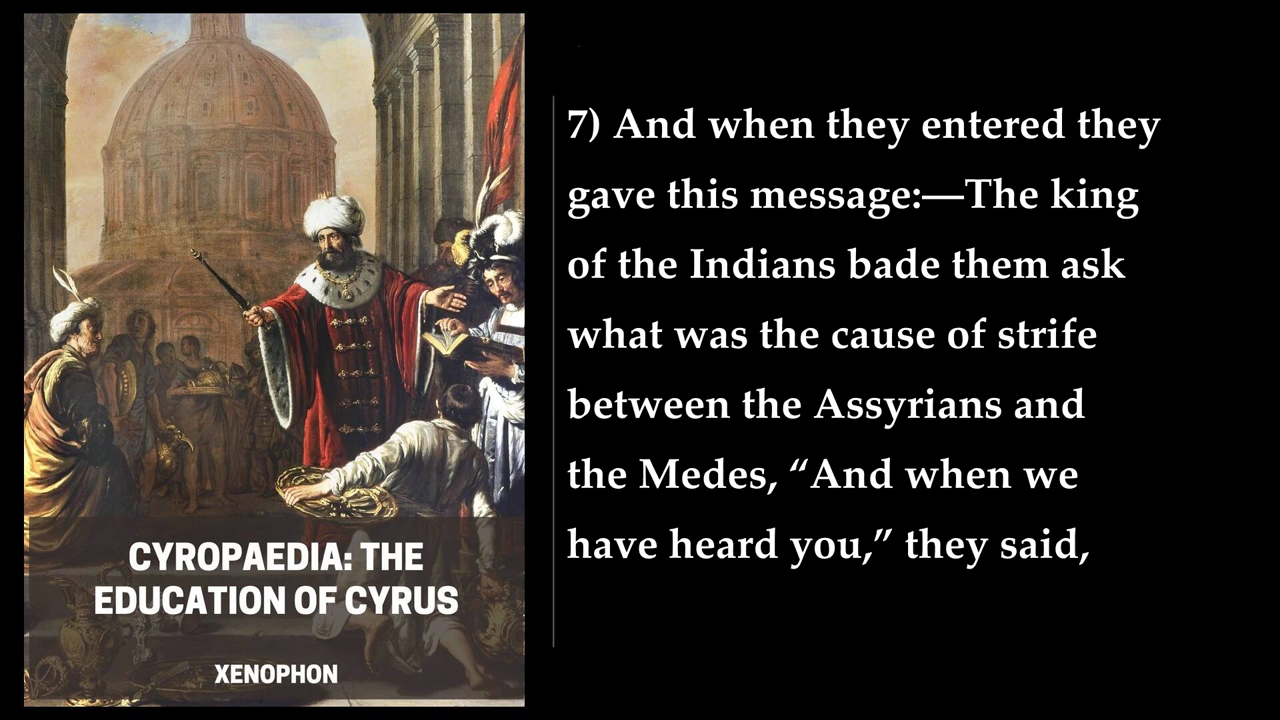 CYROPAEDIA: THE
EDUCATION OF CYRUS
XENOPHON
7) And when they entered they
gave this message:—The king
of the Indians bade them ask
what was the cause of strife
between the Assyrians and
the Medes, “And when we
have heard you,” they said,